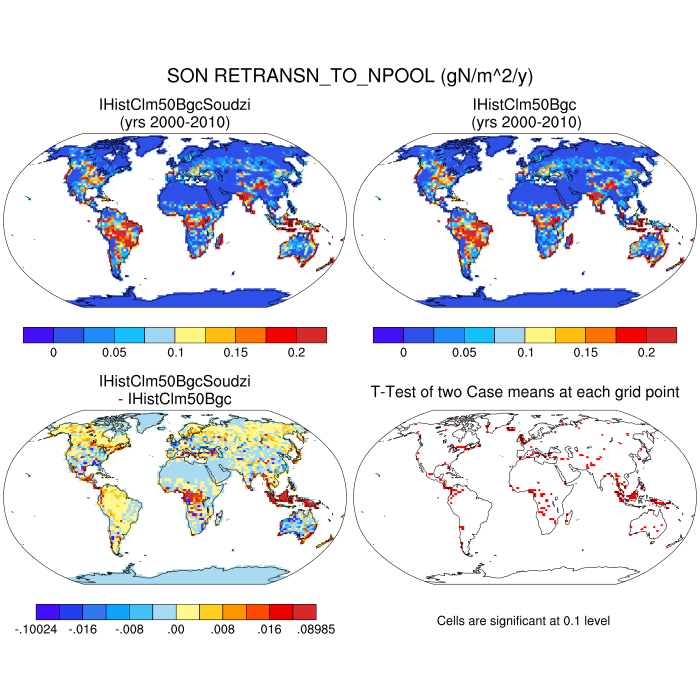 SON RETRANSN_TO_NPOOL (gN/m^2/y)
IHistClm50BgcSoudzi
(yrs 2000-2010)
IHistClm50Bgc
(yrs 2000-2010)
0 0.05 0.1 0.15 0.2
0 0.05 0.1 0.15 0.2
IHistClm50BgcSoudzi
- IHistClm50Bgc
T-Test of two Case means at each grid point
-.10024 -.016 -.008 .00 .008 .016 .08985
Cells are significant at 0.1 level